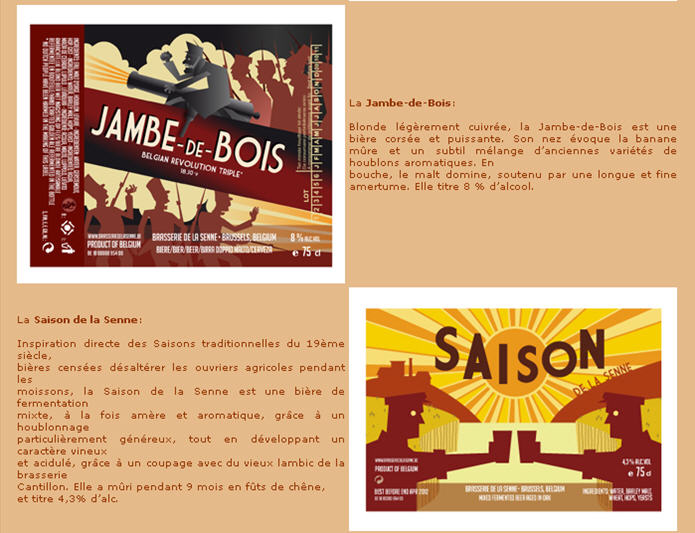 JAMBE-DE-BOIS
BELGIAN REVOLUTION TRIPLE*
LOT
WWW.BRASSERIEDELASENNE.BE
PRODUCT OF BELGIUM
BRASSERIE DE LA SENNE • BRUSSELS, BELGIUM
BIERE/BIER/BEER/BIRRA DOPPIO MALTO/CERVEZA
8 % ALC.VOL
e 75 cl
La Jambe-de-Bois:
Blonde légèrement cuivrée, la Jambe-de-Bois est une
bière corsée et puissante. Son nez évoque la banane
mûre et un subtil mélange d’anciennes variétés de
houblons aromatiques. En
bouche, le malt domine, soutenu par une longue et fine
amertume. Elle titre 8 % d’alcool.
La Saison de la Senne:
Inspiration directe des Saisons traditionnelles du 19ème
siècle,
bières censées désaltérer les ouvriers agricoles pendant
les
moissons, la Saison de la Senne est une bière de
fermentation
mixte, à la fois amère et aromatique, grâce à un
houblonnage
particulièrement généreux, tout en développant un
caractère vineux
et acidulé, grâce à un coupage avec du vieux lambic de la
brasserie
Cantillon. Elle a mûri pendant 9 mois en fûts de chêne,
et titre 4,3% d’alc.
SAISON
DE LA SENNE
WWW.BRASSERIEDELASENNE.BE
PRODUCT OF BELGIUM
BEST BEFORE END APR 2012
BRASSERIE DE LA SENNE - BRUSSELS, BELGIUM
MIXED FERMENTED BEER AGED IN OAK
4,3 % ALC.VOL
e 75 cl
INGREDIENTS: WATER, BARLEY MALT,
WHEAT, HOPS, YEASTS